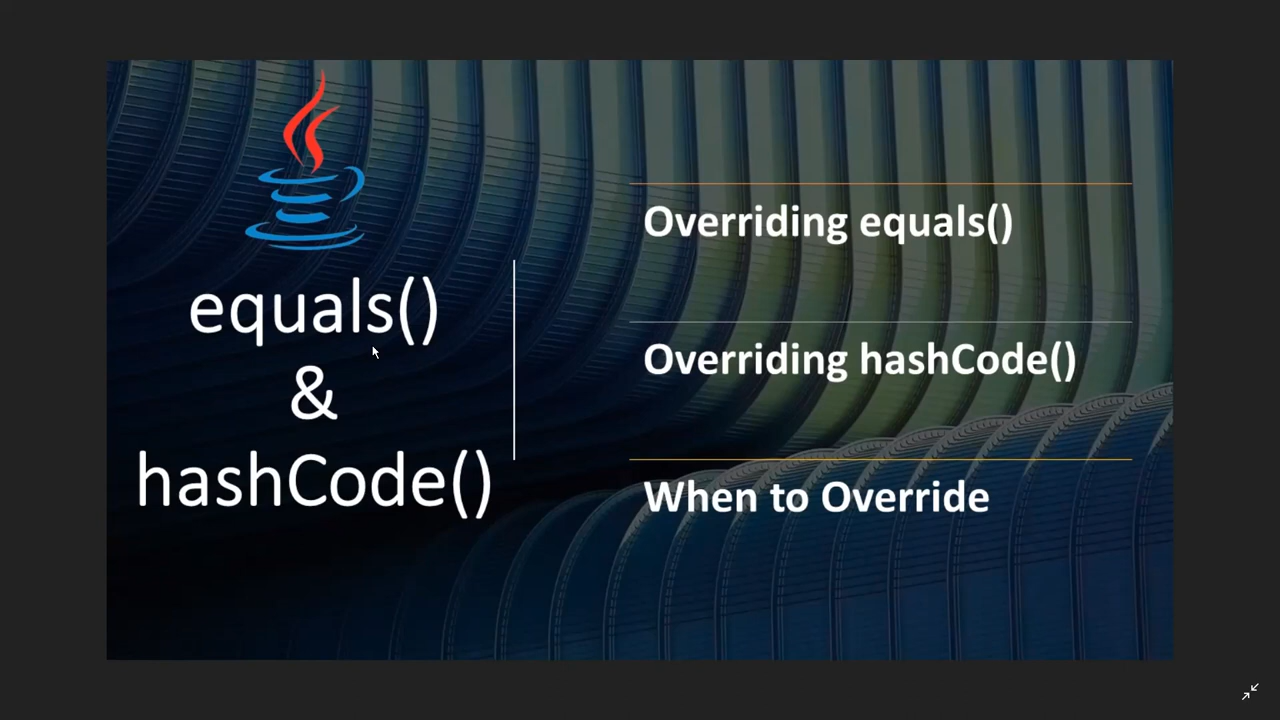 equals()
&
hashCode()
Overriding equals()
Overriding hashCode()
When to Override